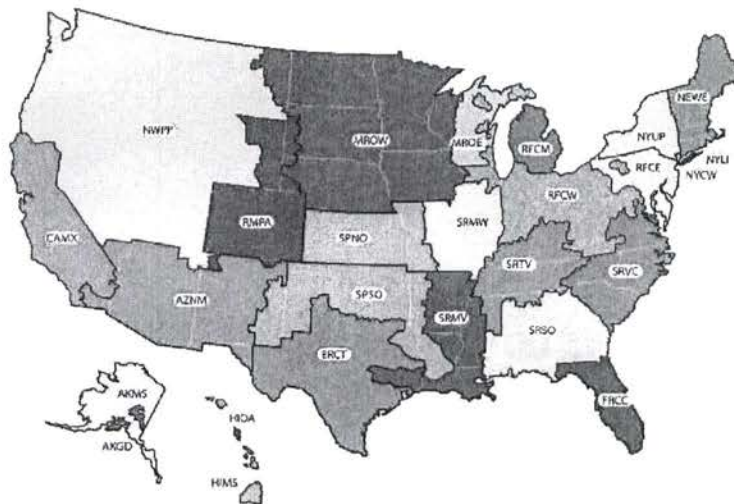 NEWE
NWPP
MROW
MROE
RFCM
NYUP
NYLI
NYCW
RFCE
RFCW
RMPA
SRMW
CAMX
SPNO
SRTV
SRVC
AZNM
SPSO
SRMV
SRSO
ERCT
AKMS
FRCC
HIOA
AKGD
HIMS